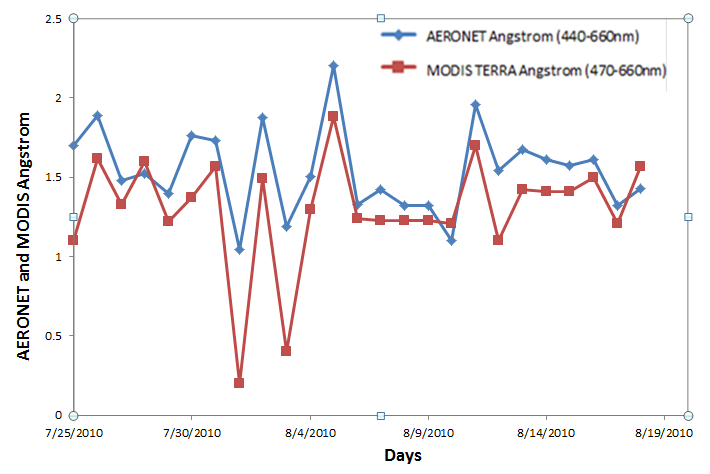 2.5
AERONET Angstrom (440-660nm)
MODIS TERRA Angstrom (470-660nm)
2
1.5
1
0.5
0
AERONET and MODIS Angstrom
7/25/2010 7/30/2010 8/4/2010 8/9/2010 8/14/2010 8/19/2010
Days